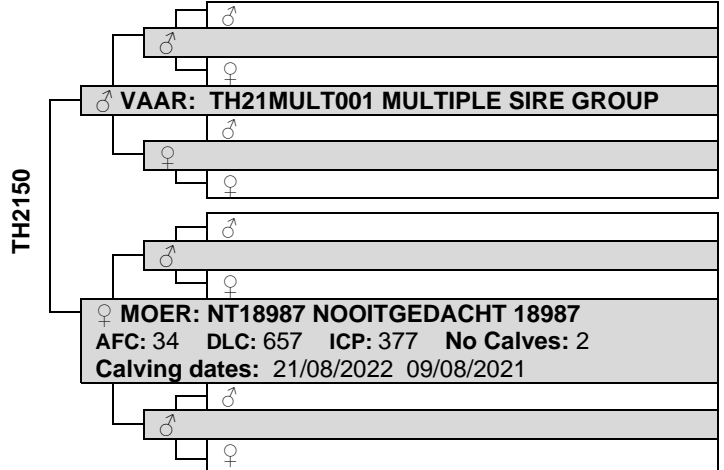 ♂
♂
♀
♂ VAAR: TH21MULT001 MULTIPLE SIRE GROUP
♂
♀
♀
TH2150
♂
♂
♀
♀ MOER: NT18987 NOOITGEDACHT 18987
AFC: 34 DLC: 657 ICP: 377 No Calves: 2
Calving dates: 21/08/2022 09/08/2021
♂
♂
♀